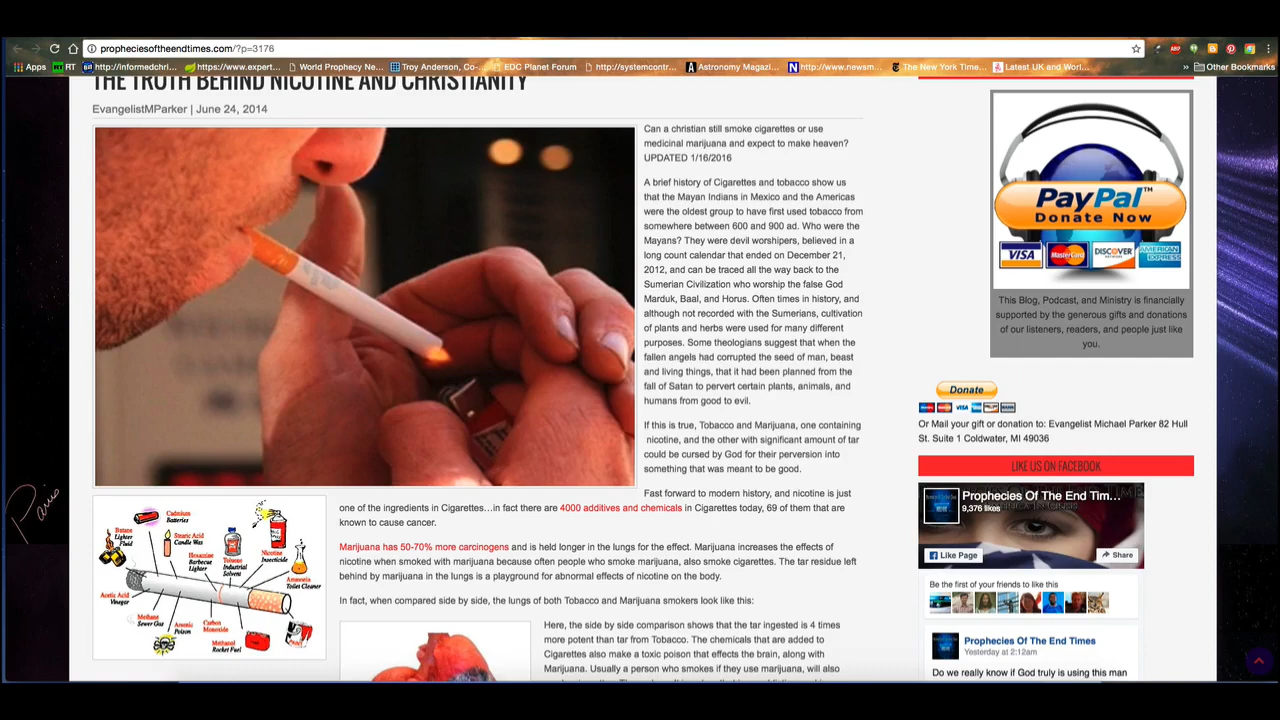 propheciesoftheendtimes.com/?p=3176
Apps
RT
http://informedchri...
https://www.expert...
World Prophecy Ne...
Troy Anderson, Co-...
EDC Planet Forum
http://systemcontr...
Astronomy Magazi...
http://www.newsm...
The New York Time...
Latest UK and Worl...
»
Other Bookmarks
THE TRUTH BEHIND NICOTINE AND CHRISTIANITY
EvangelistMParker | June 24, 2014
Can a christian still smoke cigarettes or use
medicinal marijuana and expect to make heaven?
UPDATED 1/16/2016
A brief history of Cigarettes and tobacco show us
that the Mayan Indians in Mexico and the Americas
were the oldest group to have first used tobacco from
somewhere between 600 and 900 ad. Who were the
Mayans? They were devil worshipers, believed in a
long count calendar that ended on December 21,
2012, and can be traced all the way back to the
Sumerian Civilization who worship the false God
Marduk, Baal, and Horus. Often times in history, and
although not recorded with the Sumerians, cultivation
of plants and herbs were used for many different
purposes. Some theologians suggest that when the
fallen angels had corrupted the seed of man, beast
and living things, that it had been planned from the
fall of Satan to pervert certain plants, animals, and
humans from good to evil.
If this is true, Tobacco and Marijuana, one containing
nicotine, and the other with significant amount of tar
could be cursed by God for their perversion into
something that was meant to be good.
Fast forward to modern history, and nicotine is just
one of the ingredients in Cigarettes…in fact there are 4000 additives and chemicals in Cigarettes today, 69 of them that are
known to cause cancer.
Marijuana has 50-70% more carcinogens and is held longer in the lungs for the effect. Marijuana increases the effects of
nicotine when smoked with marijuana because often people who smoke marijuana, also smoke cigarettes. The tar residue left
behind by marijuana in the lungs is a playground for abnormal effects of nicotine on the body.
In fact, when compared side by side, the lungs of both Tobacco and Marijuana smokers look like this:
Here, the side by side comparison shows that the tar ingested is 4 times
more potent than tar from Tobacco. The chemicals that are added to
Cigarettes also make a toxic poison that effects the brain, along with
Marijuana. Usually a person who smokes if they use marijuana, will also
Cadmium
Batteries
Butane
Lighter
Fluid
Stearic Acid
Candle Wax
Hexamine
Barbecue
Lighter
Toluene
Industrial
Solvent
Nicotine
Insecticide
Ammonia
Toilet Cleaner
Acetic Acid
Vinegar
Methane
Sewer Gas
Arsenic
Poison
Carbon
Monoxide
Methanol
Rocket Fuel
PayPal™
Donate Now
VISA
MasterCard
DISCOVER
NETWORK
AMERICAN
EXPRESS
This Blog, Podcast, and Ministry is financially
supported by the generous gifts and donations
of our listeners, readers, and people just like
you.
Donate
Or Mail your gift or donation to: Evangelist Michael Parker 82 Hull
St. Suite 1 Coldwater, MI 49036
LIKE US ON FACEBOOK
Prophecies Of The End Tim...
9,376 likes
Like Page
Share
Be the first of your friends to like this
Prophecies Of The End Times
Yesterday at 2:12am
Do we really know if God truly is using this man